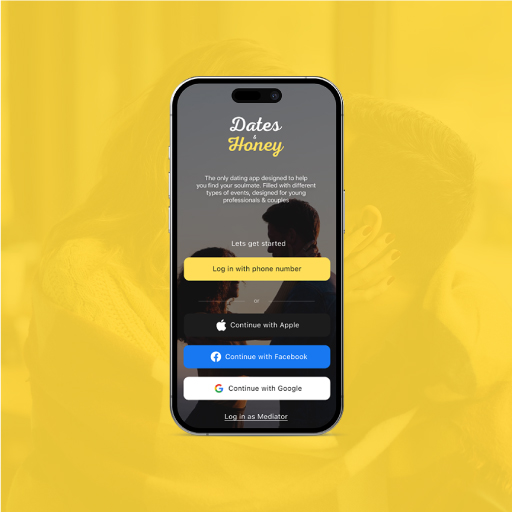 Dates
&
Honey
The only dating app designed to help
you find your soulmate. Filled with different
types of events, designed for young
professionals & couples
Lets get started
Log in with phone number
or
Continue with Apple
Continue with Facebook
Continue with Google
Log in as Mediator